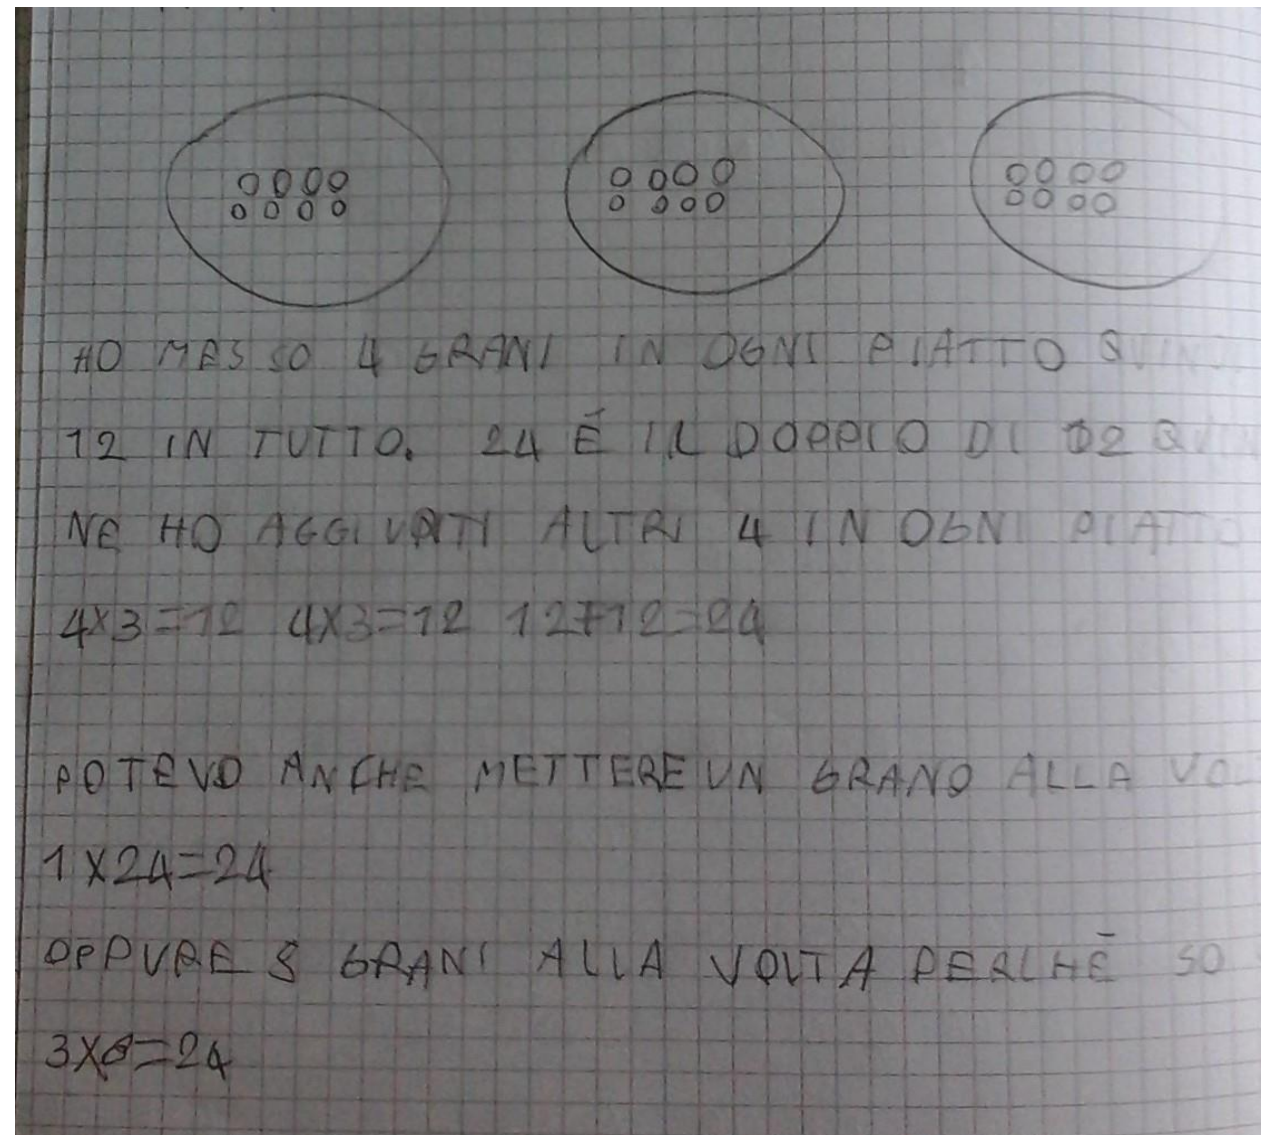 HO MESSO 4 GRANI IN OGNI PIATTO
12 IN TUTTO. 24 É IL DOPPIO DI 12
NE HO AGGIUNTI ALTRI 4 IN OGNI PIATTO
4X3=12 4X3=12 12+12=24
POTEVO ANCHE METTERE UN GRANO ALLA
1X24=24
OPPURE 8 GRANI ALLA VOLTA PERCHÉ SO
3X8=24